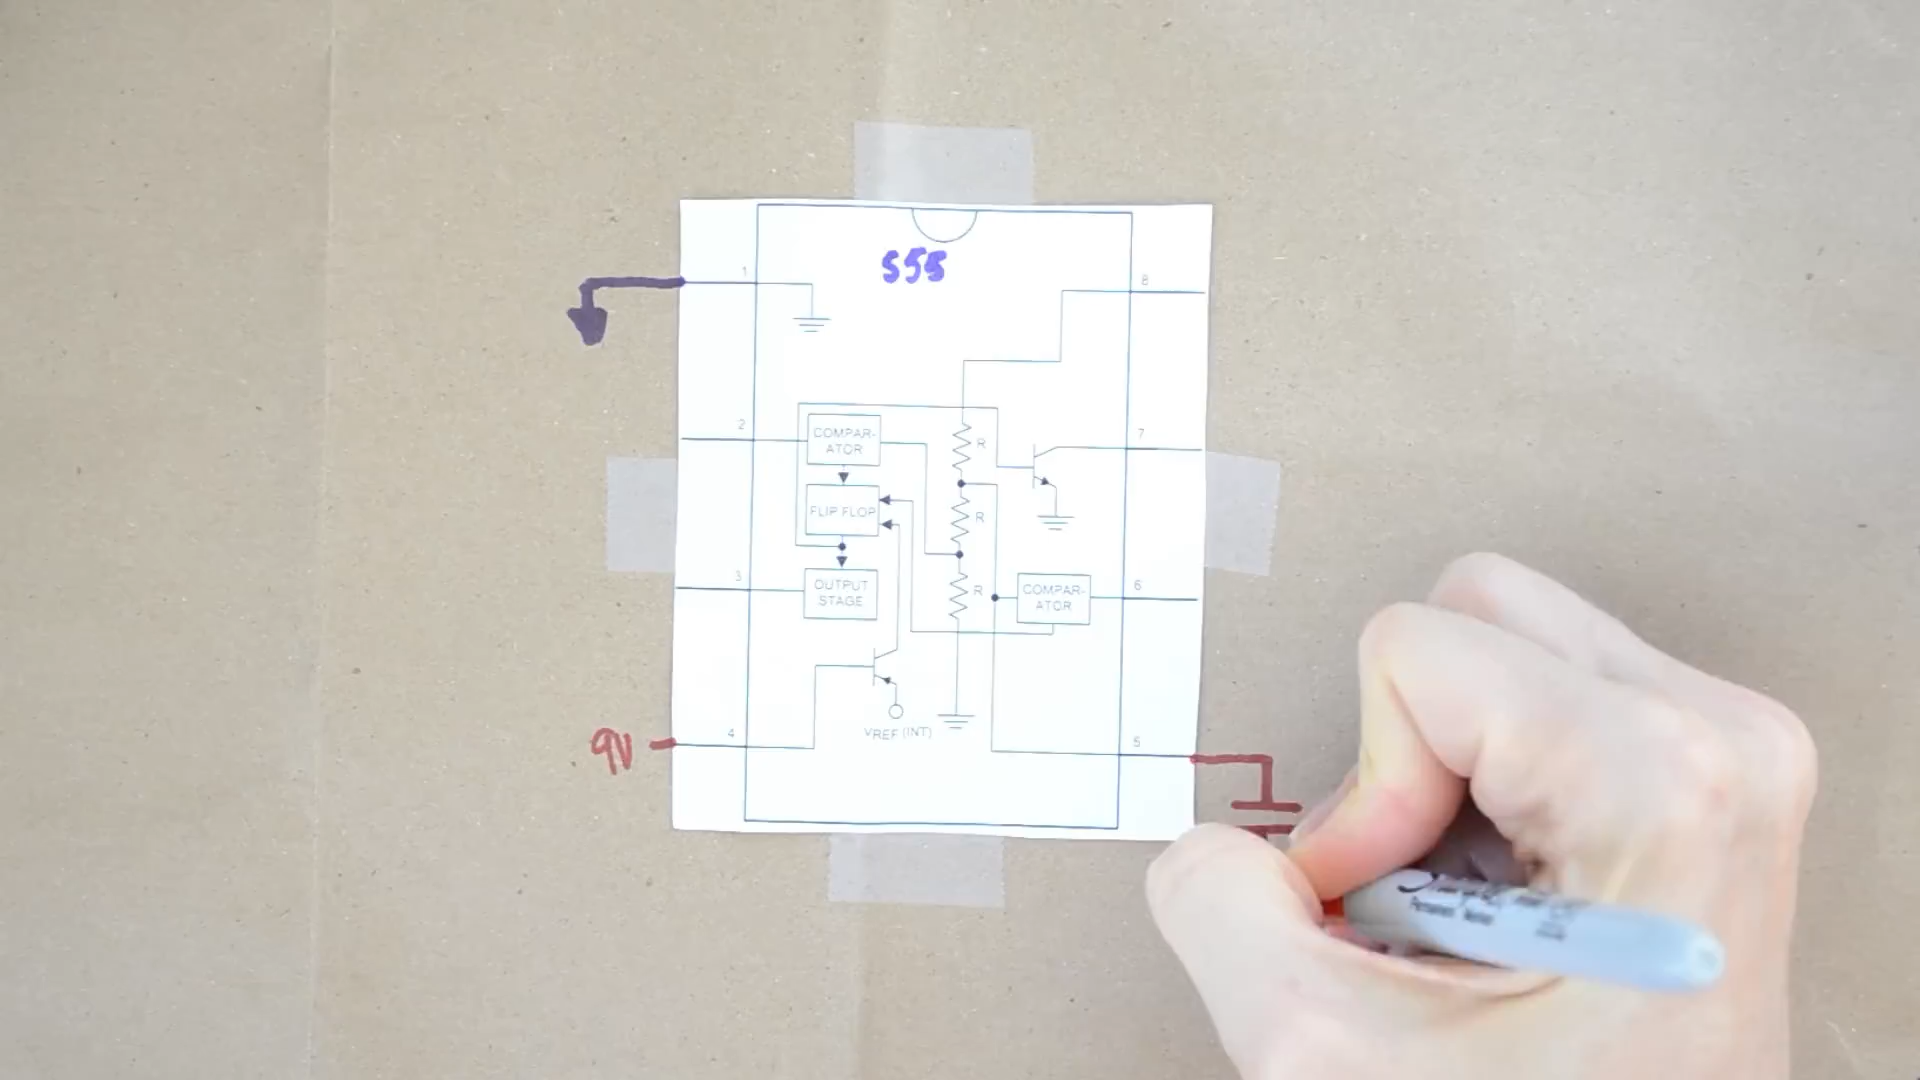 555
1
8
2
7
COMPAR-
ATOR
R
FLIP FLOP
R
3
6
OUTPUT
STAGE
R
COMPAR-
ATOR
VREF (INT)
9V
4
5